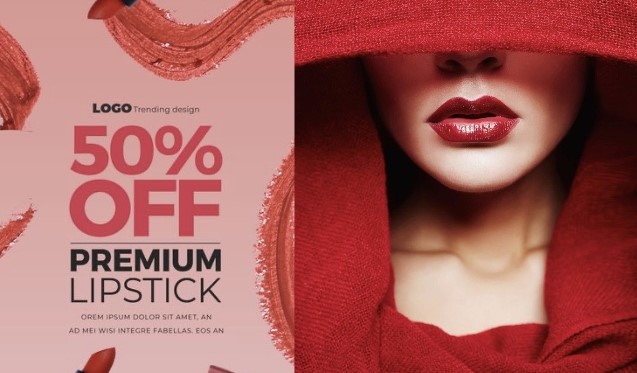 LOGO Trending design
50%
OFF
PREMIUM
LIPSTICK
OREM IPSUM DOLOR SIT AMET, AN
AD MEI WISI INTEGRE FABELLAS. EOS AN